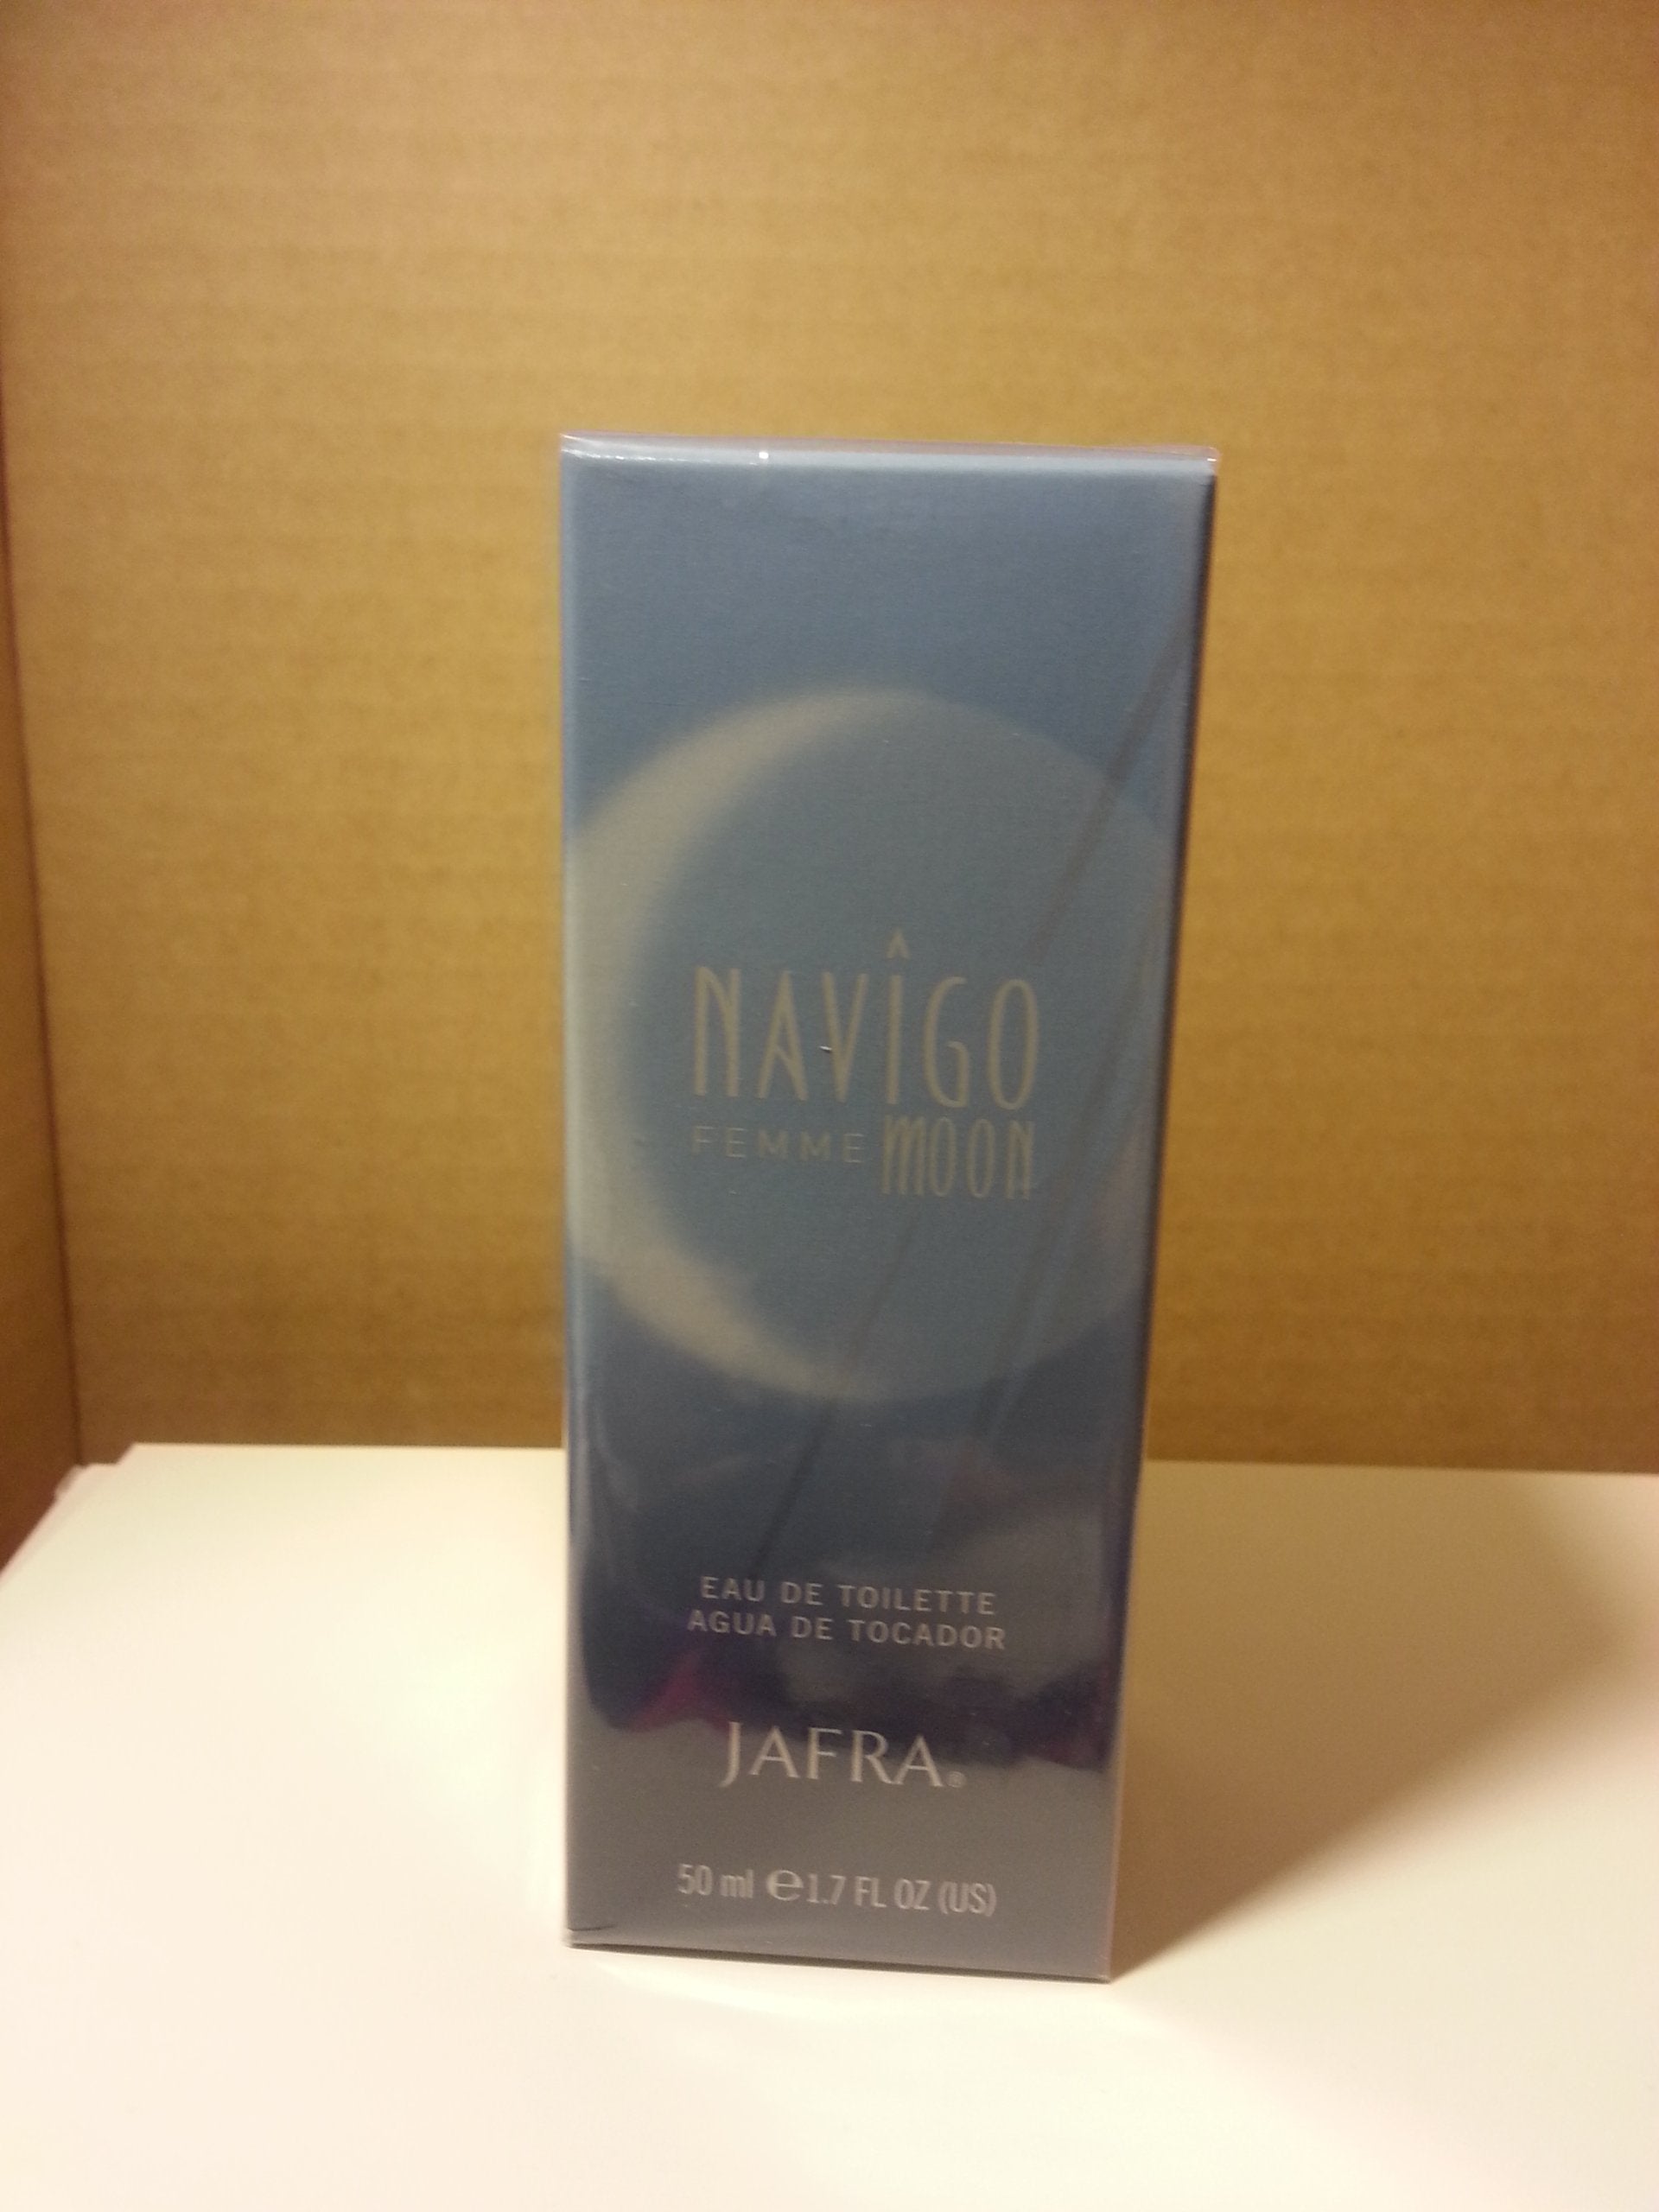 NAVÎGO
FEMME MOON
EAU DE TOILETTE
AGUA DE TOCADOR
JAFRA®
50 ml ℮ 1.7 FL OZ (US)